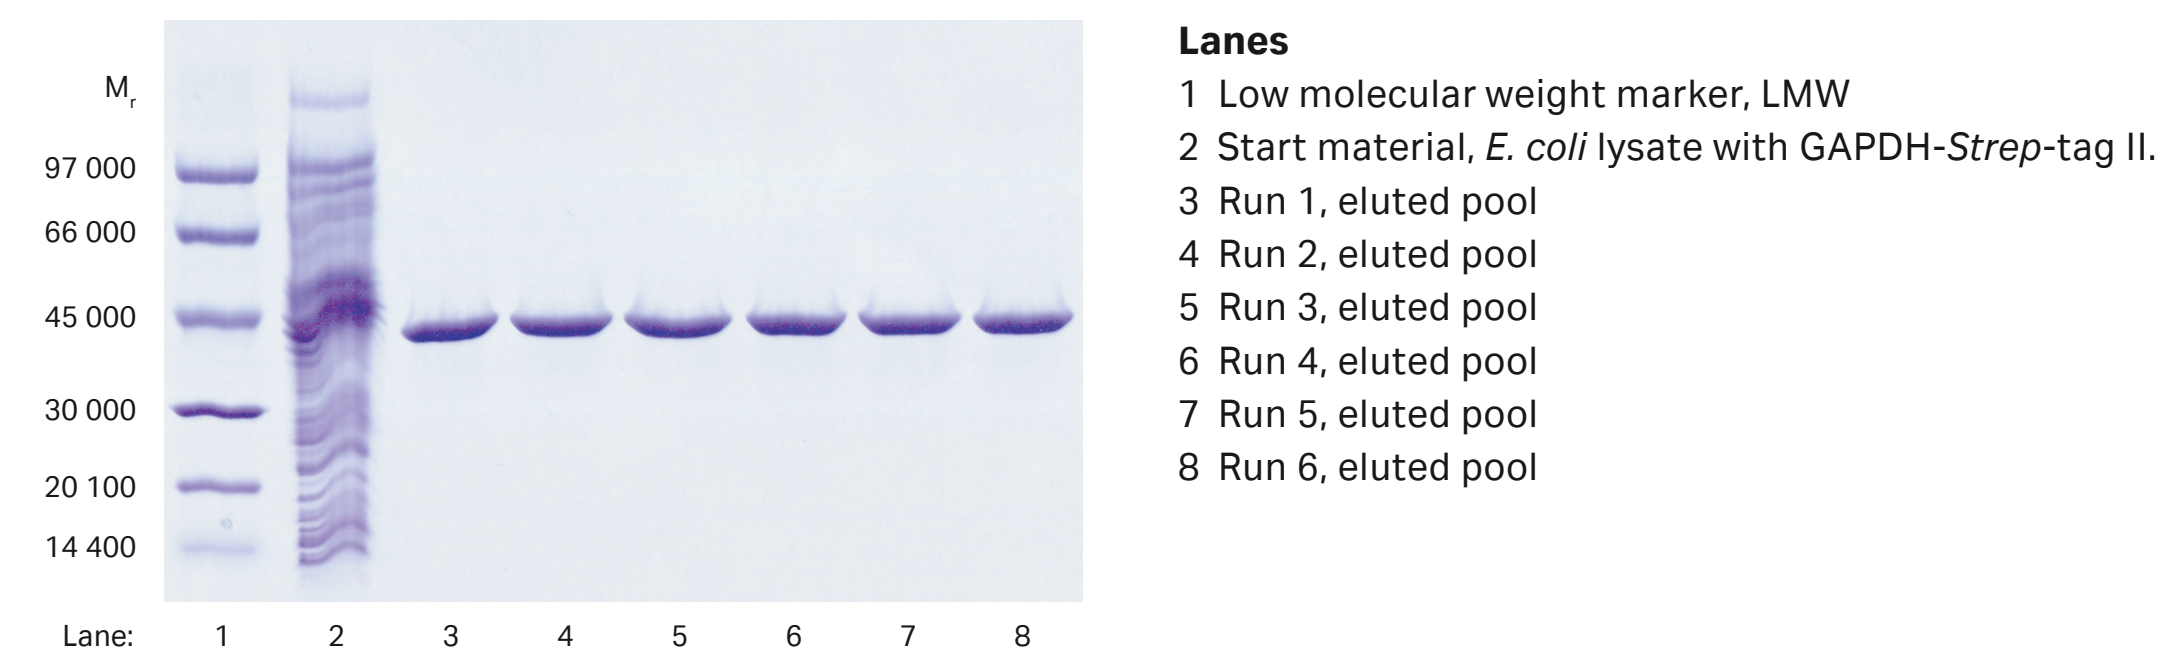 M r
97 000
66 000
45 000
30 000
20 100
14 400
Lane: 1 2 3 4 5 6 7 8
Lanes
1 Low molecular weight marker, LMW
2 Start material, E. coli lysate with GAPDH-Strep-tag II.
3 Run 1, eluted pool
4 Run 2, eluted pool
5 Run 3, eluted pool
6 Run 4, eluted pool
7 Run 5, eluted pool
8 Run 6, eluted pool